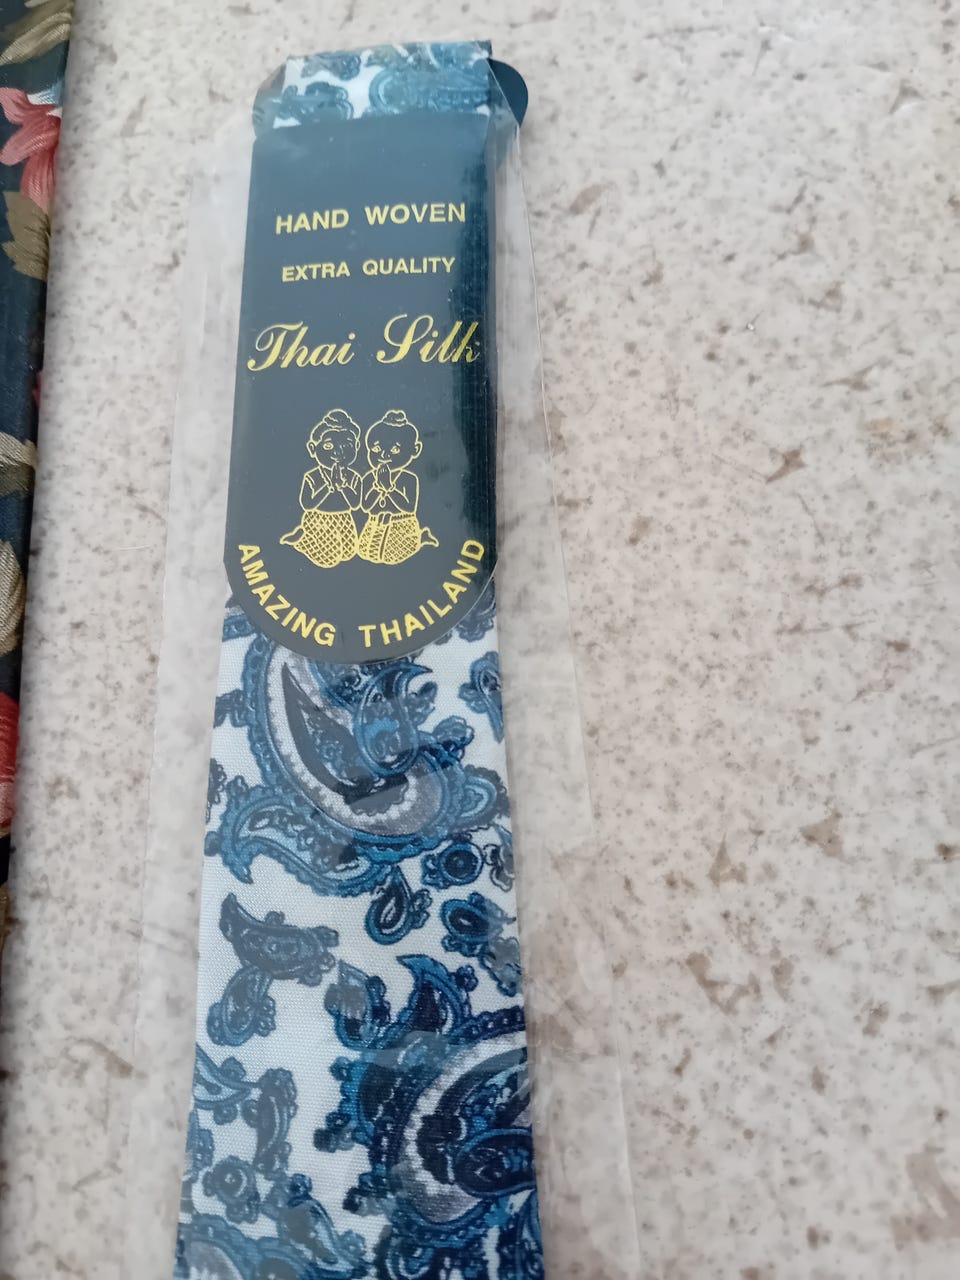 HAND WOVEN
EXTRA QUALITY
Thai Silk
AMAZING THAILAND